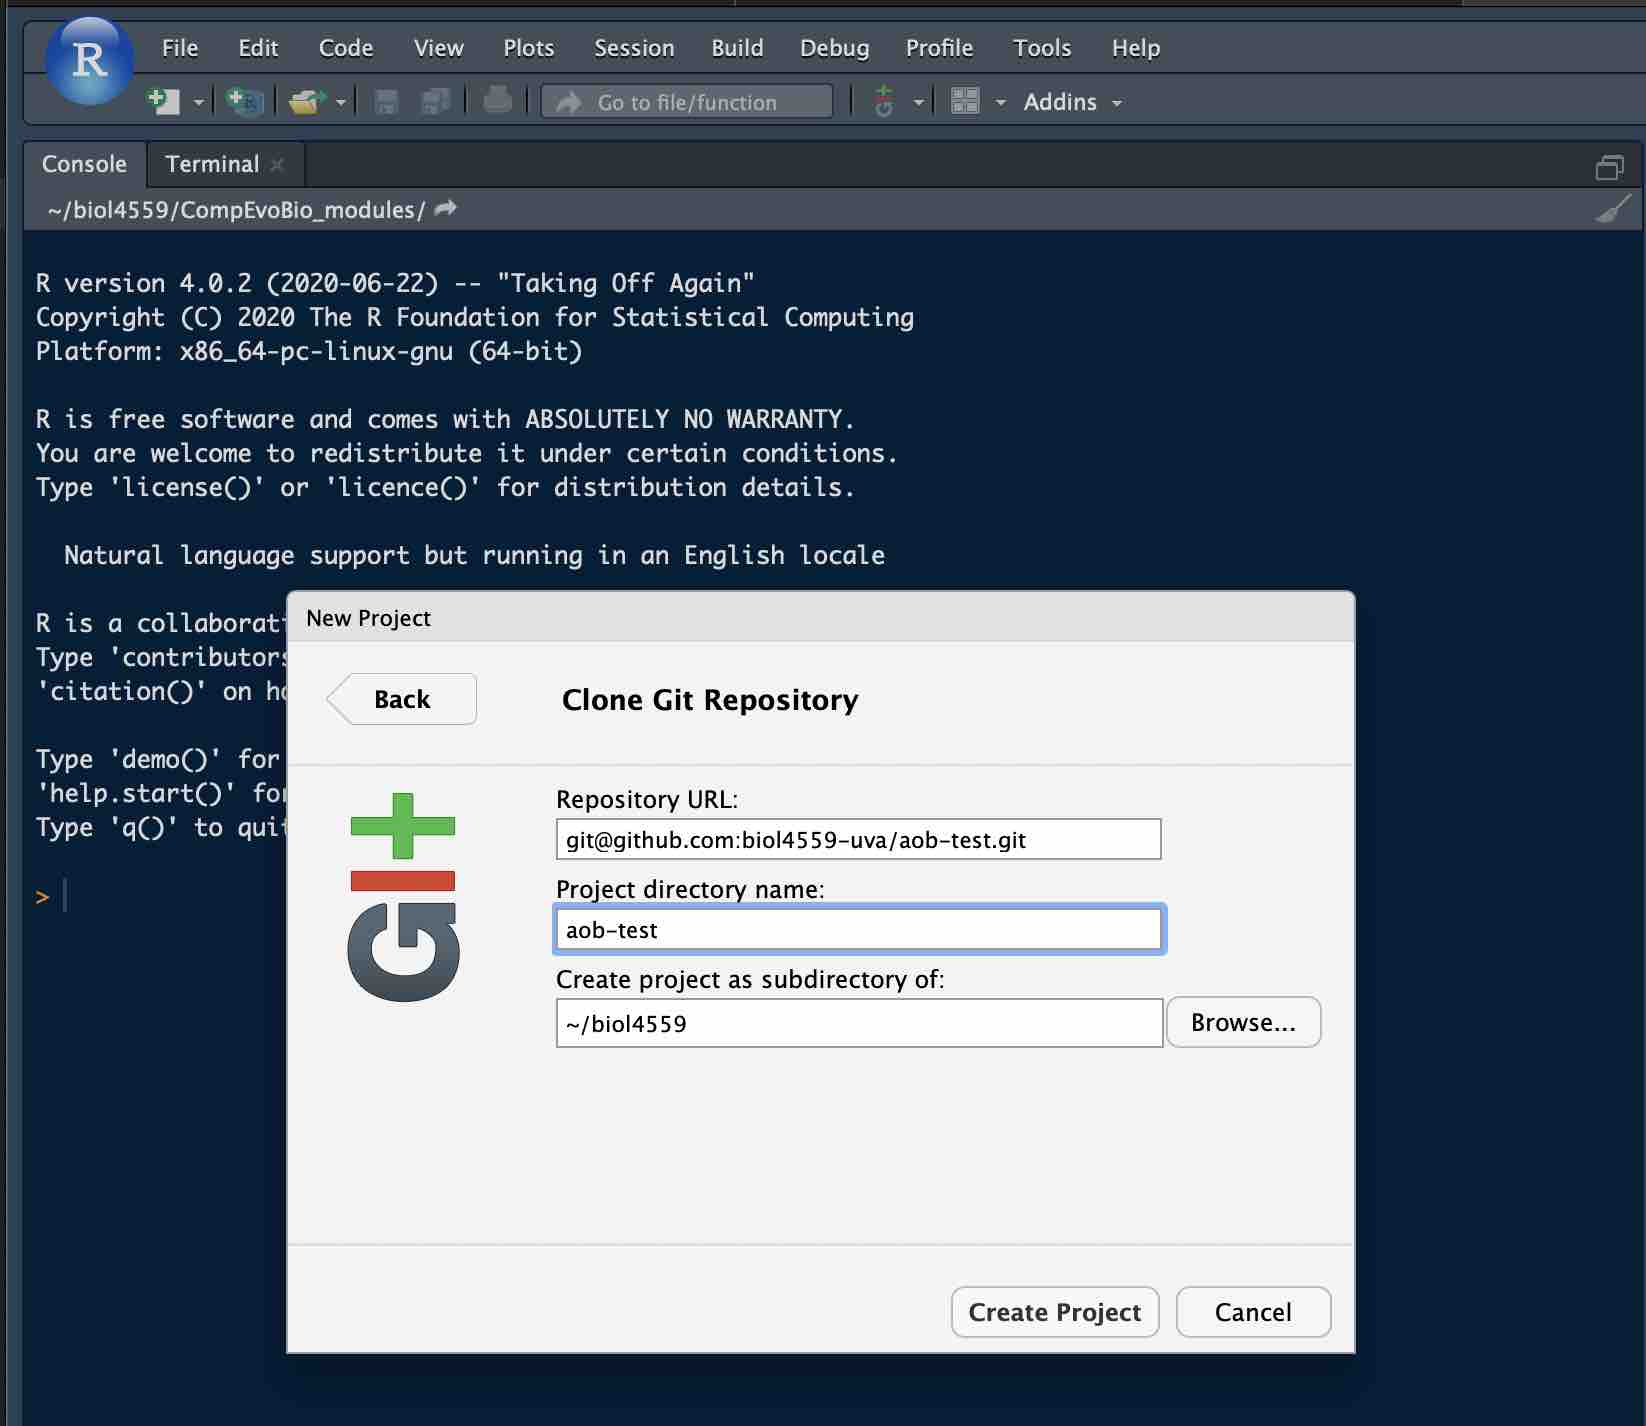 R
File Edit Code View Plots Session Build Debug Profile Tools Help
Go to file/function
Addins
Console Terminal
~/biol4559/CompEvoBio_modules/
R version 4.0.2 (2020-06-22) -- "Taking Off Again"
Copyright (C) 2020 The R Foundation for Statistical Computing
Platform: x86_64-pc-linux-gnu (64-bit)
R is free software and comes with ABSOLUTELY NO WARRANTY.
You are welcome to redistribute it under certain conditions.
Type 'license()' or 'licence()' for distribution details.
Natural language support but running in an English locale
R is a collaborati
Type 'contributors
'citation()' on ho
Type 'demo()' for
'help.start()' for
Type 'q()' to quit
>
New Project
Back
Clone Git Repository
Git
Repository URL:
git@github.com:biol4559-uva/aob-test.git
Project directory name:
aob-test
Create project as subdirectory of:
~/biol4559
Browse...
Create Project
Cancel